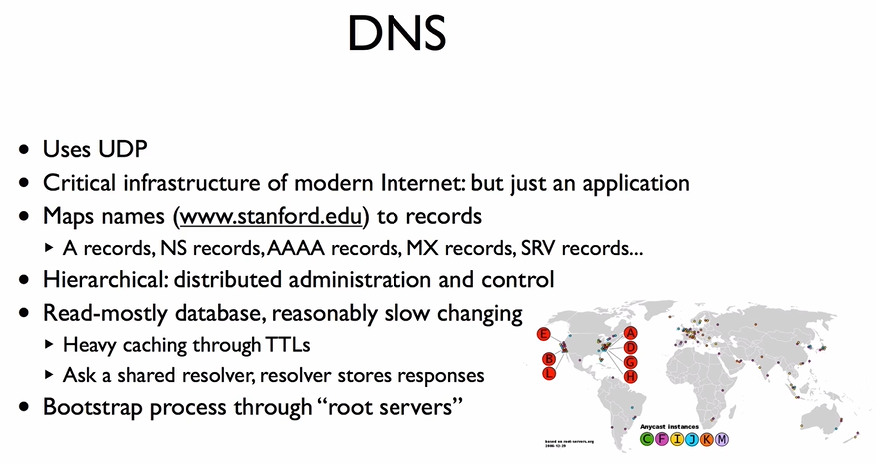 DNS
• Uses UDP
• Critical infrastructure of modern Internet: but just an application
• Maps names (www.stanford.edu) to records
‣ A records, NS records, AAAA records, MX records, SRV records...
• Hierarchical: distributed administration and control
• Read-mostly database, reasonably slow changing
‣ Heavy caching through TTLs
‣ Ask a shared resolver, resolver stores responses
• Bootstrap process through “root servers”
E
B
L
A
D
G
H
Anycast instances
C F I J K M
based on root-servers.org
2006-12-29